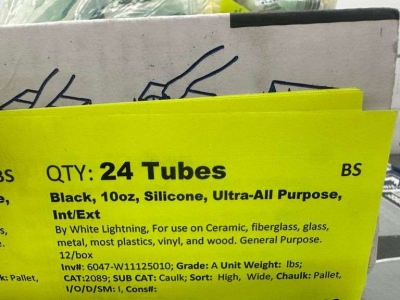 BS QTY: 24 Tubes BS
e, Black, 10oz, Silicone, Ultra-All Purpose,
Int/Ext
By White Lightning, For use on Ceramic, fiberglass, glass,
metal, most plastics, vinyl, and wood. General Purpose.
12/box
Inv#: 6047-W11125010; Grade: A Unit Weight: lbs;
CAT:2089; SUB CAT: Caulk; Sort: High, Wide, Chaulk: Pallet,
k: Pallet, I/O/D/SM: I, Cons#: